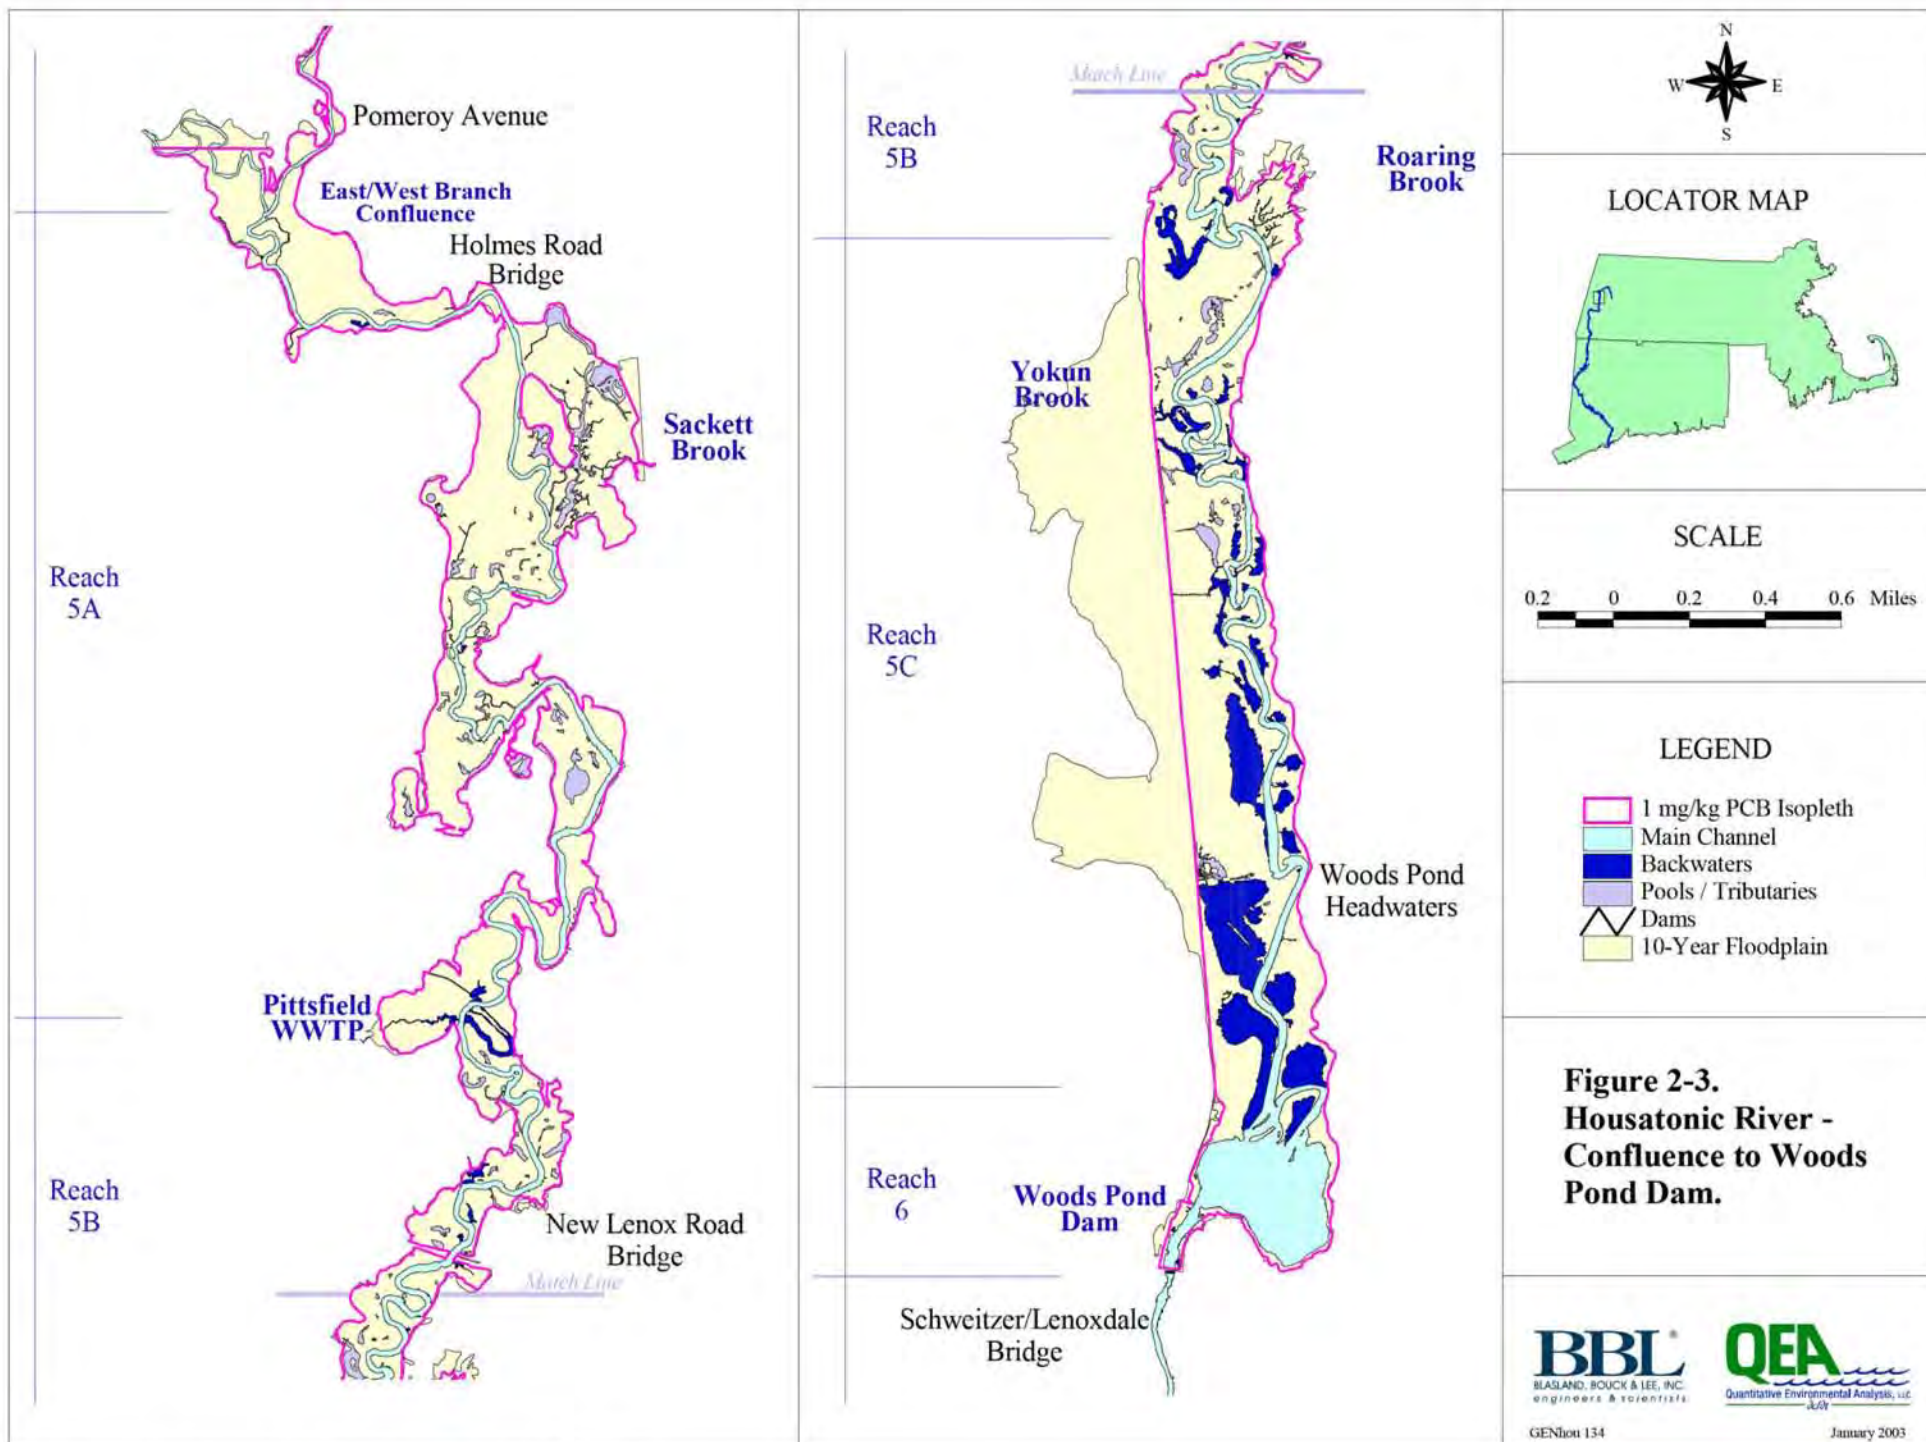 Pomeroy Avenue
East/West Branch
Confluence
Holmes Road
Bridge
Sackett
Brook
Reach
5A
Pittsfield
WWTP
Reach
5B
New Lenox Road
Bridge
Match Line
Match Line
Reach
5B
Roaring
Brook
Yokun
Brook
Reach
5C
Woods Pond
Headwaters
Reach
6
Woods Pond
Dam
Schweitzer/Lenoxdale
Bridge
N
W E
S
LOCATOR MAP
SCALE
0.2 0 0.2 0.4 0.6 Miles
LEGEND
1 mg/kg PCB Isopleth
Main Channel
Backwaters
Pools / Tributaries
Dams
10-Year Floodplain
Figure 2-3.
Housatonic River -
Confluence to Woods
Pond Dam.
BBL®
BLASLAND, BOUCK & LEE, INC.
engineers & scientists
QEA
Quantitative Environmental Analysis, LLC
GENhou 134
January 2003